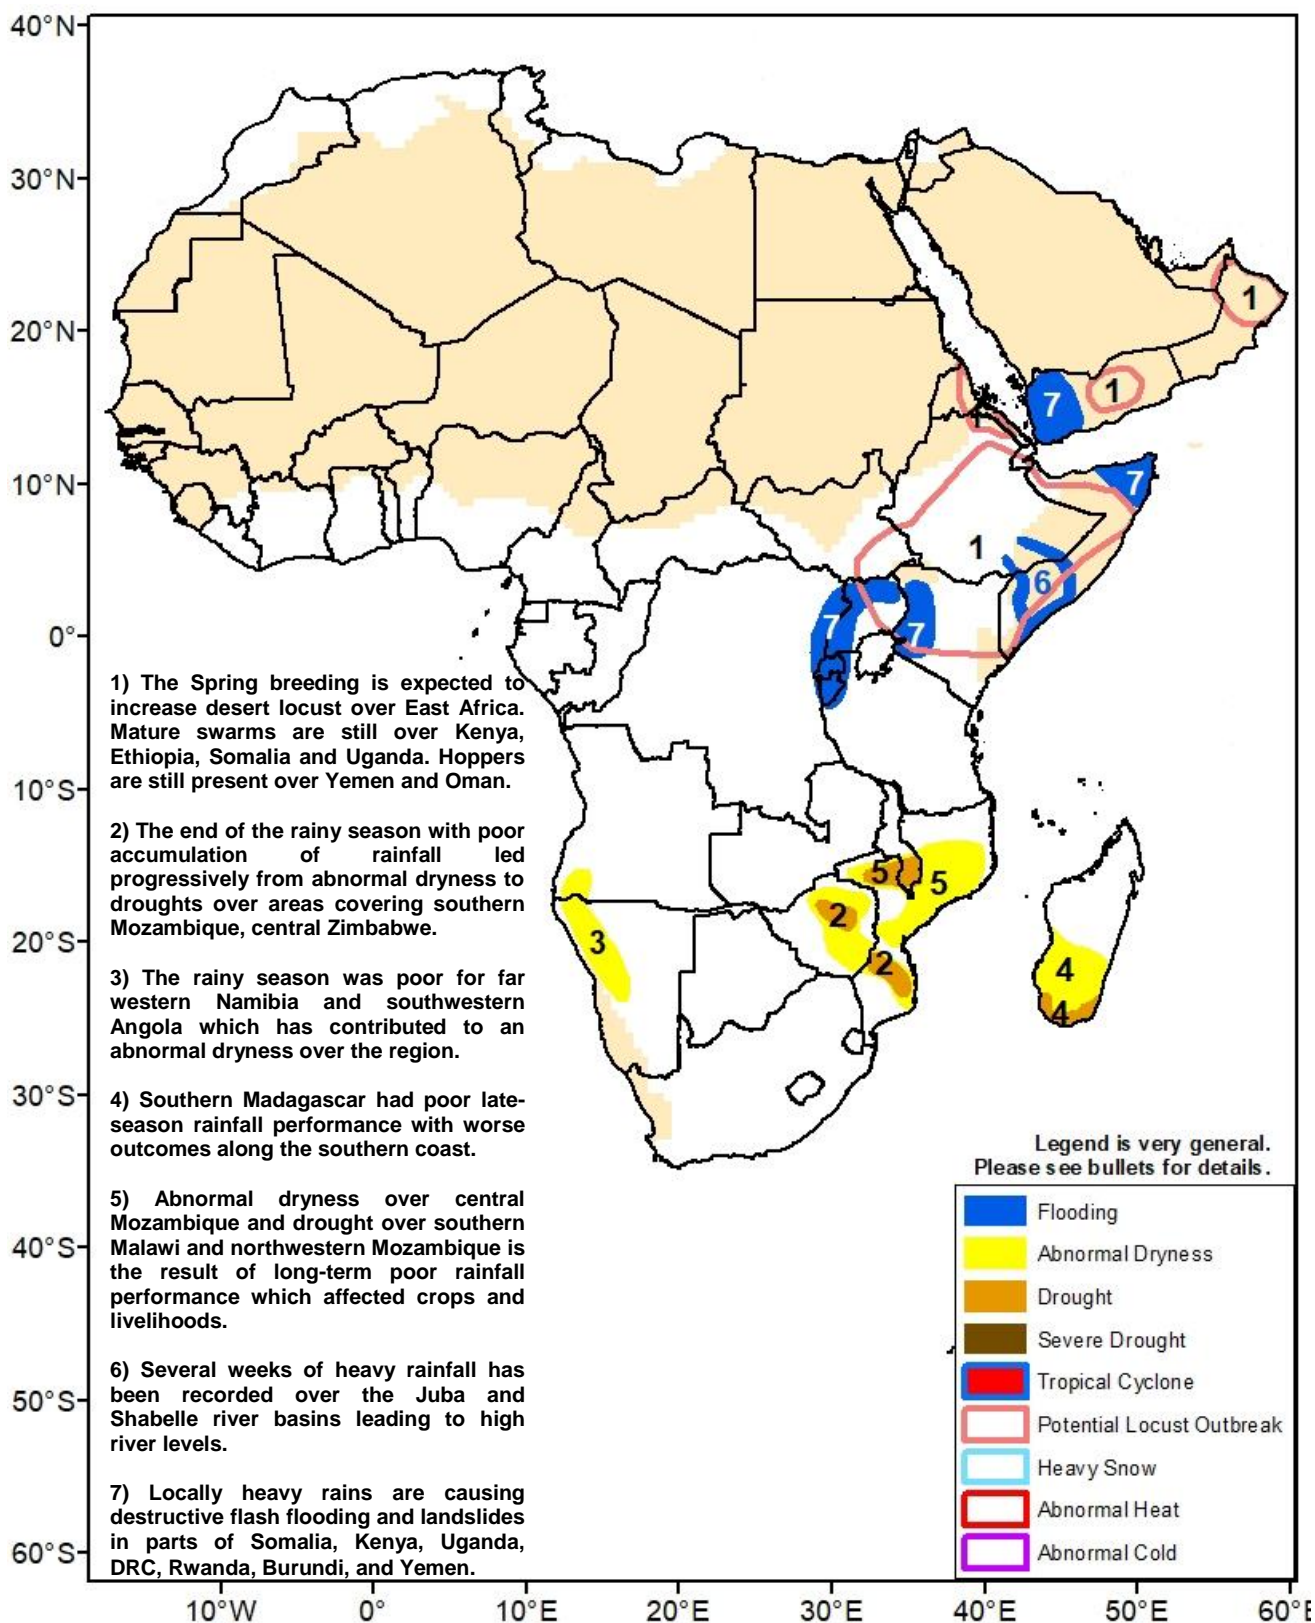 40°N
30°N
20°N
10°N
0°
10°S
20°S
30°S
40°S
50°S
60°S
1
1
7
7
1
6
7
7
5
5
2
2
3
4
4
1) The Spring breeding is expected to
increase desert locust over East Africa.
Mature swarms are still over Kenya,
Ethiopia, Somalia and Uganda. Hoppers
are still present over Yemen and Oman.
2) The end of the rainy season with poor
accumulation of rainfall led
progressively from abnormal dryness to
droughts over areas covering southern
Mozambique, central Zimbabwe.
3) The rainy season was poor for far
western Namibia and southwestern
Angola which has contributed to an
abnormal dryness over the region.
4) Southern Madagascar had poor late-
season rainfall performance with worse
outcomes along the southern coast.
5) Abnormal dryness over central
Mozambique and drought over southern
Malawi and northwestern Mozambique is
the result of long-term poor rainfall
performance which affected crops and
livelihoods.
6) Several weeks of heavy rainfall has
been recorded over the Juba and
Shabelle river basins leading to high
river levels.
7) Locally heavy rains are causing
destructive flash flooding and landslides
in parts of Somalia, Kenya, Uganda,
DRC, Rwanda, Burundi, and Yemen.
Legend is very general.
Please see bullets for details.
Flooding
Abnormal Dryness
Drought
Severe Drought
Tropical Cyclone
Potential Locust Outbreak
Heavy Snow
Abnormal Heat
Abnormal Cold
10°W
0°
10°E
20°E
30°E
40°E
50°E